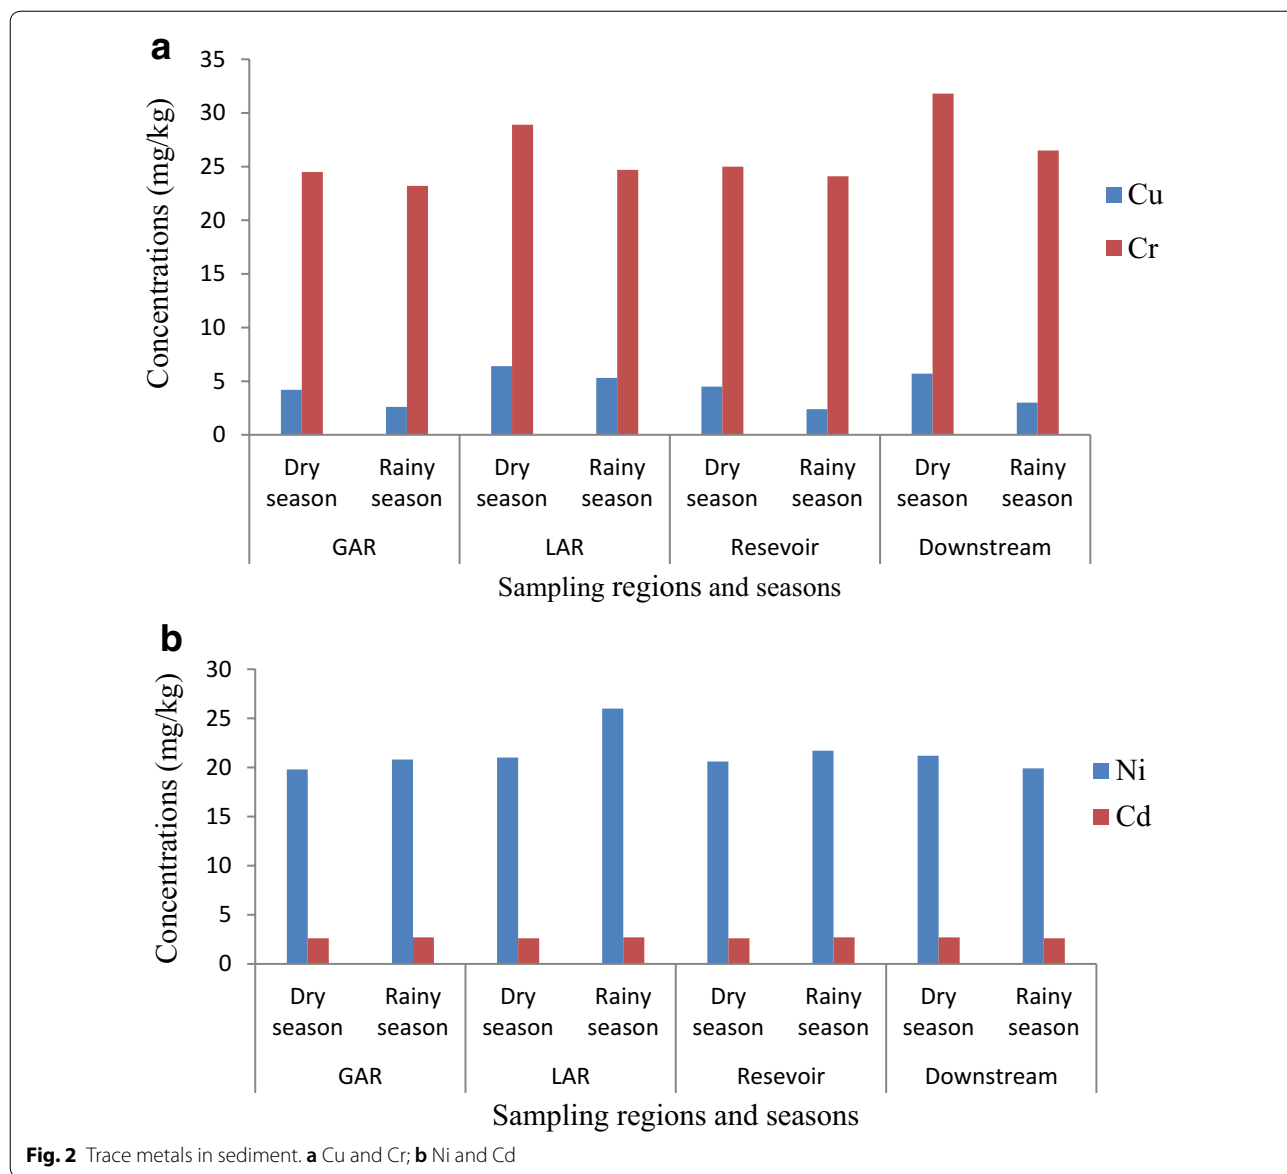 a
35
30
25
20
15
10
5
0
Concentrations (mg/kg)
Cu
Cr
Dry season Rainy season Dry season Rainy season Dry season Rainy season Dry season Rainy season
GAR LAR Resevoir Downstream
Sampling regions and seasons
b
30
25
20
15
10
5
0
Concentrations (mg/kg)
Ni
Cd
Dry season Rainy season Dry season Rainy season Dry season Rainy season Dry season Rainy season
GAR LAR Resevoir Downstream
Sampling regions and seasons
Fig. 2 Trace metals in sediment. a Cu and Cr; b Ni and Cd